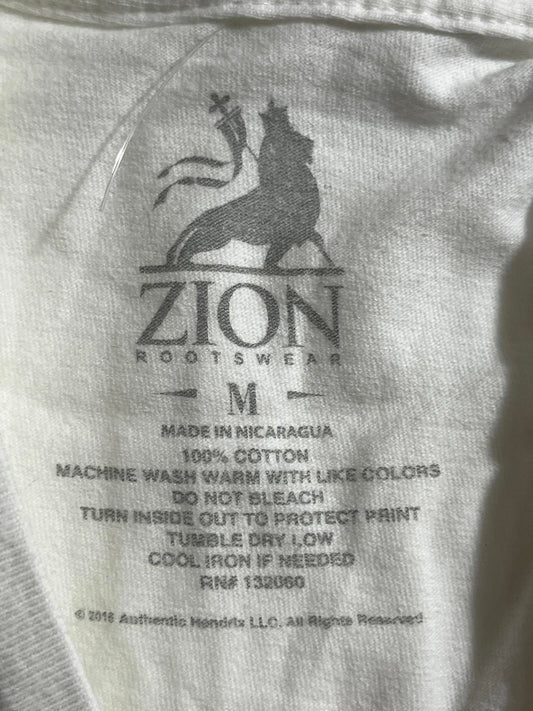 ZION
ROOTSWEAR
M
MADE IN NICARAGUA
100% COTTON
MACHINE WASH WARM WITH LIKE COLORS
DO NOT BLEACH
TURN INSIDE OUT TO PROTECT PRINT
TUMBLE DRY LOW
COOL IRON IF NEEDED
RN# 132060
© 2016 Authentic Hendrix LLC. All Rights Reserved